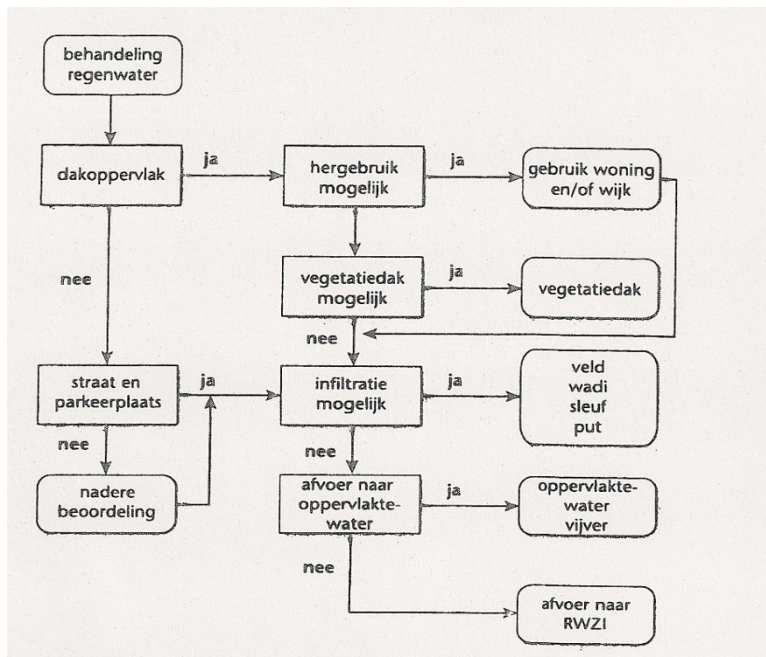 behandeling
regenwater
dakoppervlak
ja
hergebruik
mogelijk
ja
gebruik woning
en/of wijk
nee
vegetatiedak
mogelijk
ja
vegetatiedak
nee
straat en
parkeerplaats
ja
infiltratie
mogelijk
ja
veld
wadi
sleuf
put
nee
nadere
beoordeling
nee
afvoer naar
oppervlakte-
water
ja
oppervlakte-
water
vijver
nee
afvoer naar
RWZI